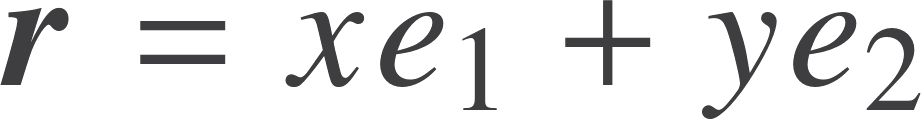 r = xe₁ + ye₂